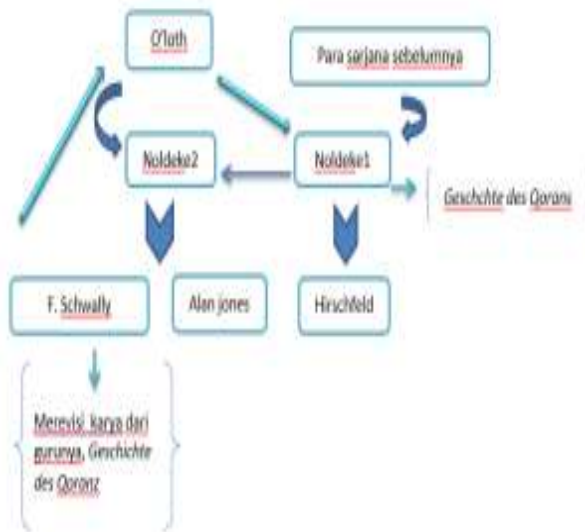 O'loth
Para sarjana sebelumnya
Noldeke2
Noldeke1
Geschchte des Qorans
F. Schwally
Alan jones
Hirschfeld
Merevisi karya dari
gurunya, Geschichte
des Qoranz